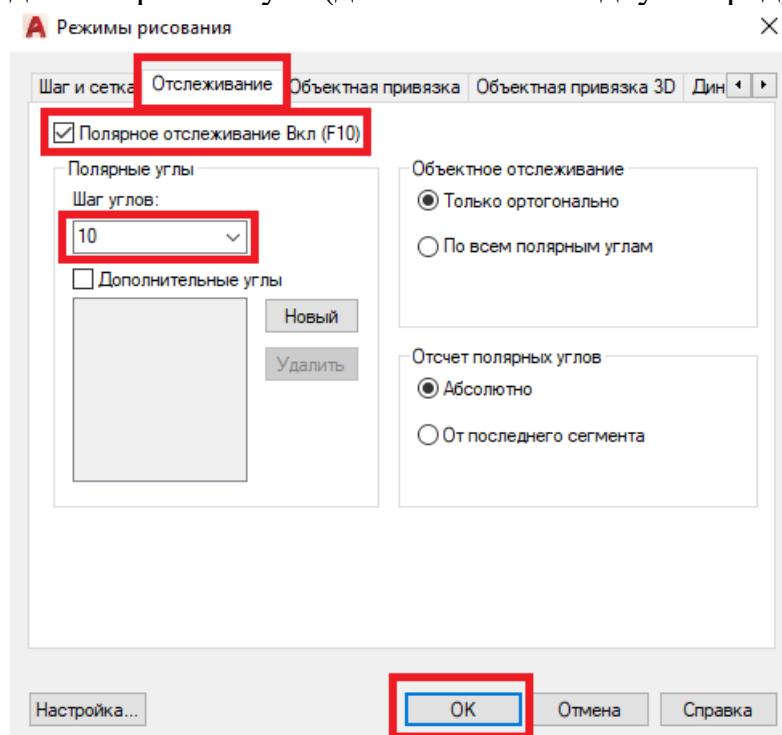 Режимы рисования
Шаг и сетка Отслеживание Объектная привязка Объектная привязка 3D Дин
Полярное отслеживание Вкл (F10)
Полярные углы
Шаг углов:
10
Дополнительные углы
Новый
Удалить
Объектное отслеживание
Только ортогонально
По всем полярным углам
Отсчет полярных углов
Абсолютно
От последнего сегмента
Настройка...
OK
Отмена
Справка